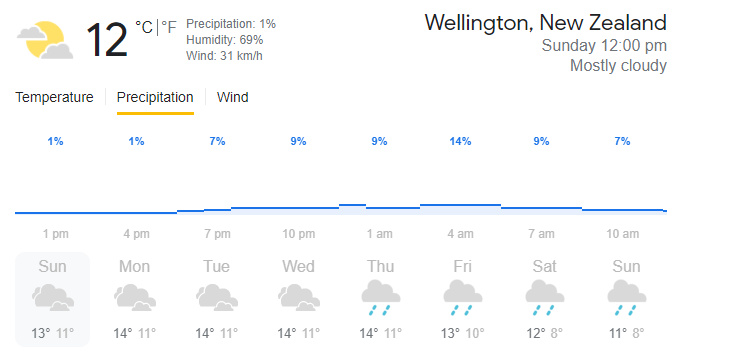 12 °C | °F
Precipitation: 1%
Humidity: 69%
Wind: 31 km/h
Wellington, New Zealand
Sunday 12:00 pm
Mostly cloudy
Temperature | Precipitation | Wind
1% 1% 7% 9% 9% 14% 9% 7%
1 pm 4 pm 7 pm 10 pm 1 am 4 am 7 am 10 am
Sun Mon Tue Wed Thu Fri Sat Sun
13° 11° 14° 11° 14° 11° 14° 11° 14° 11° 13° 10° 12° 8° 11° 8°